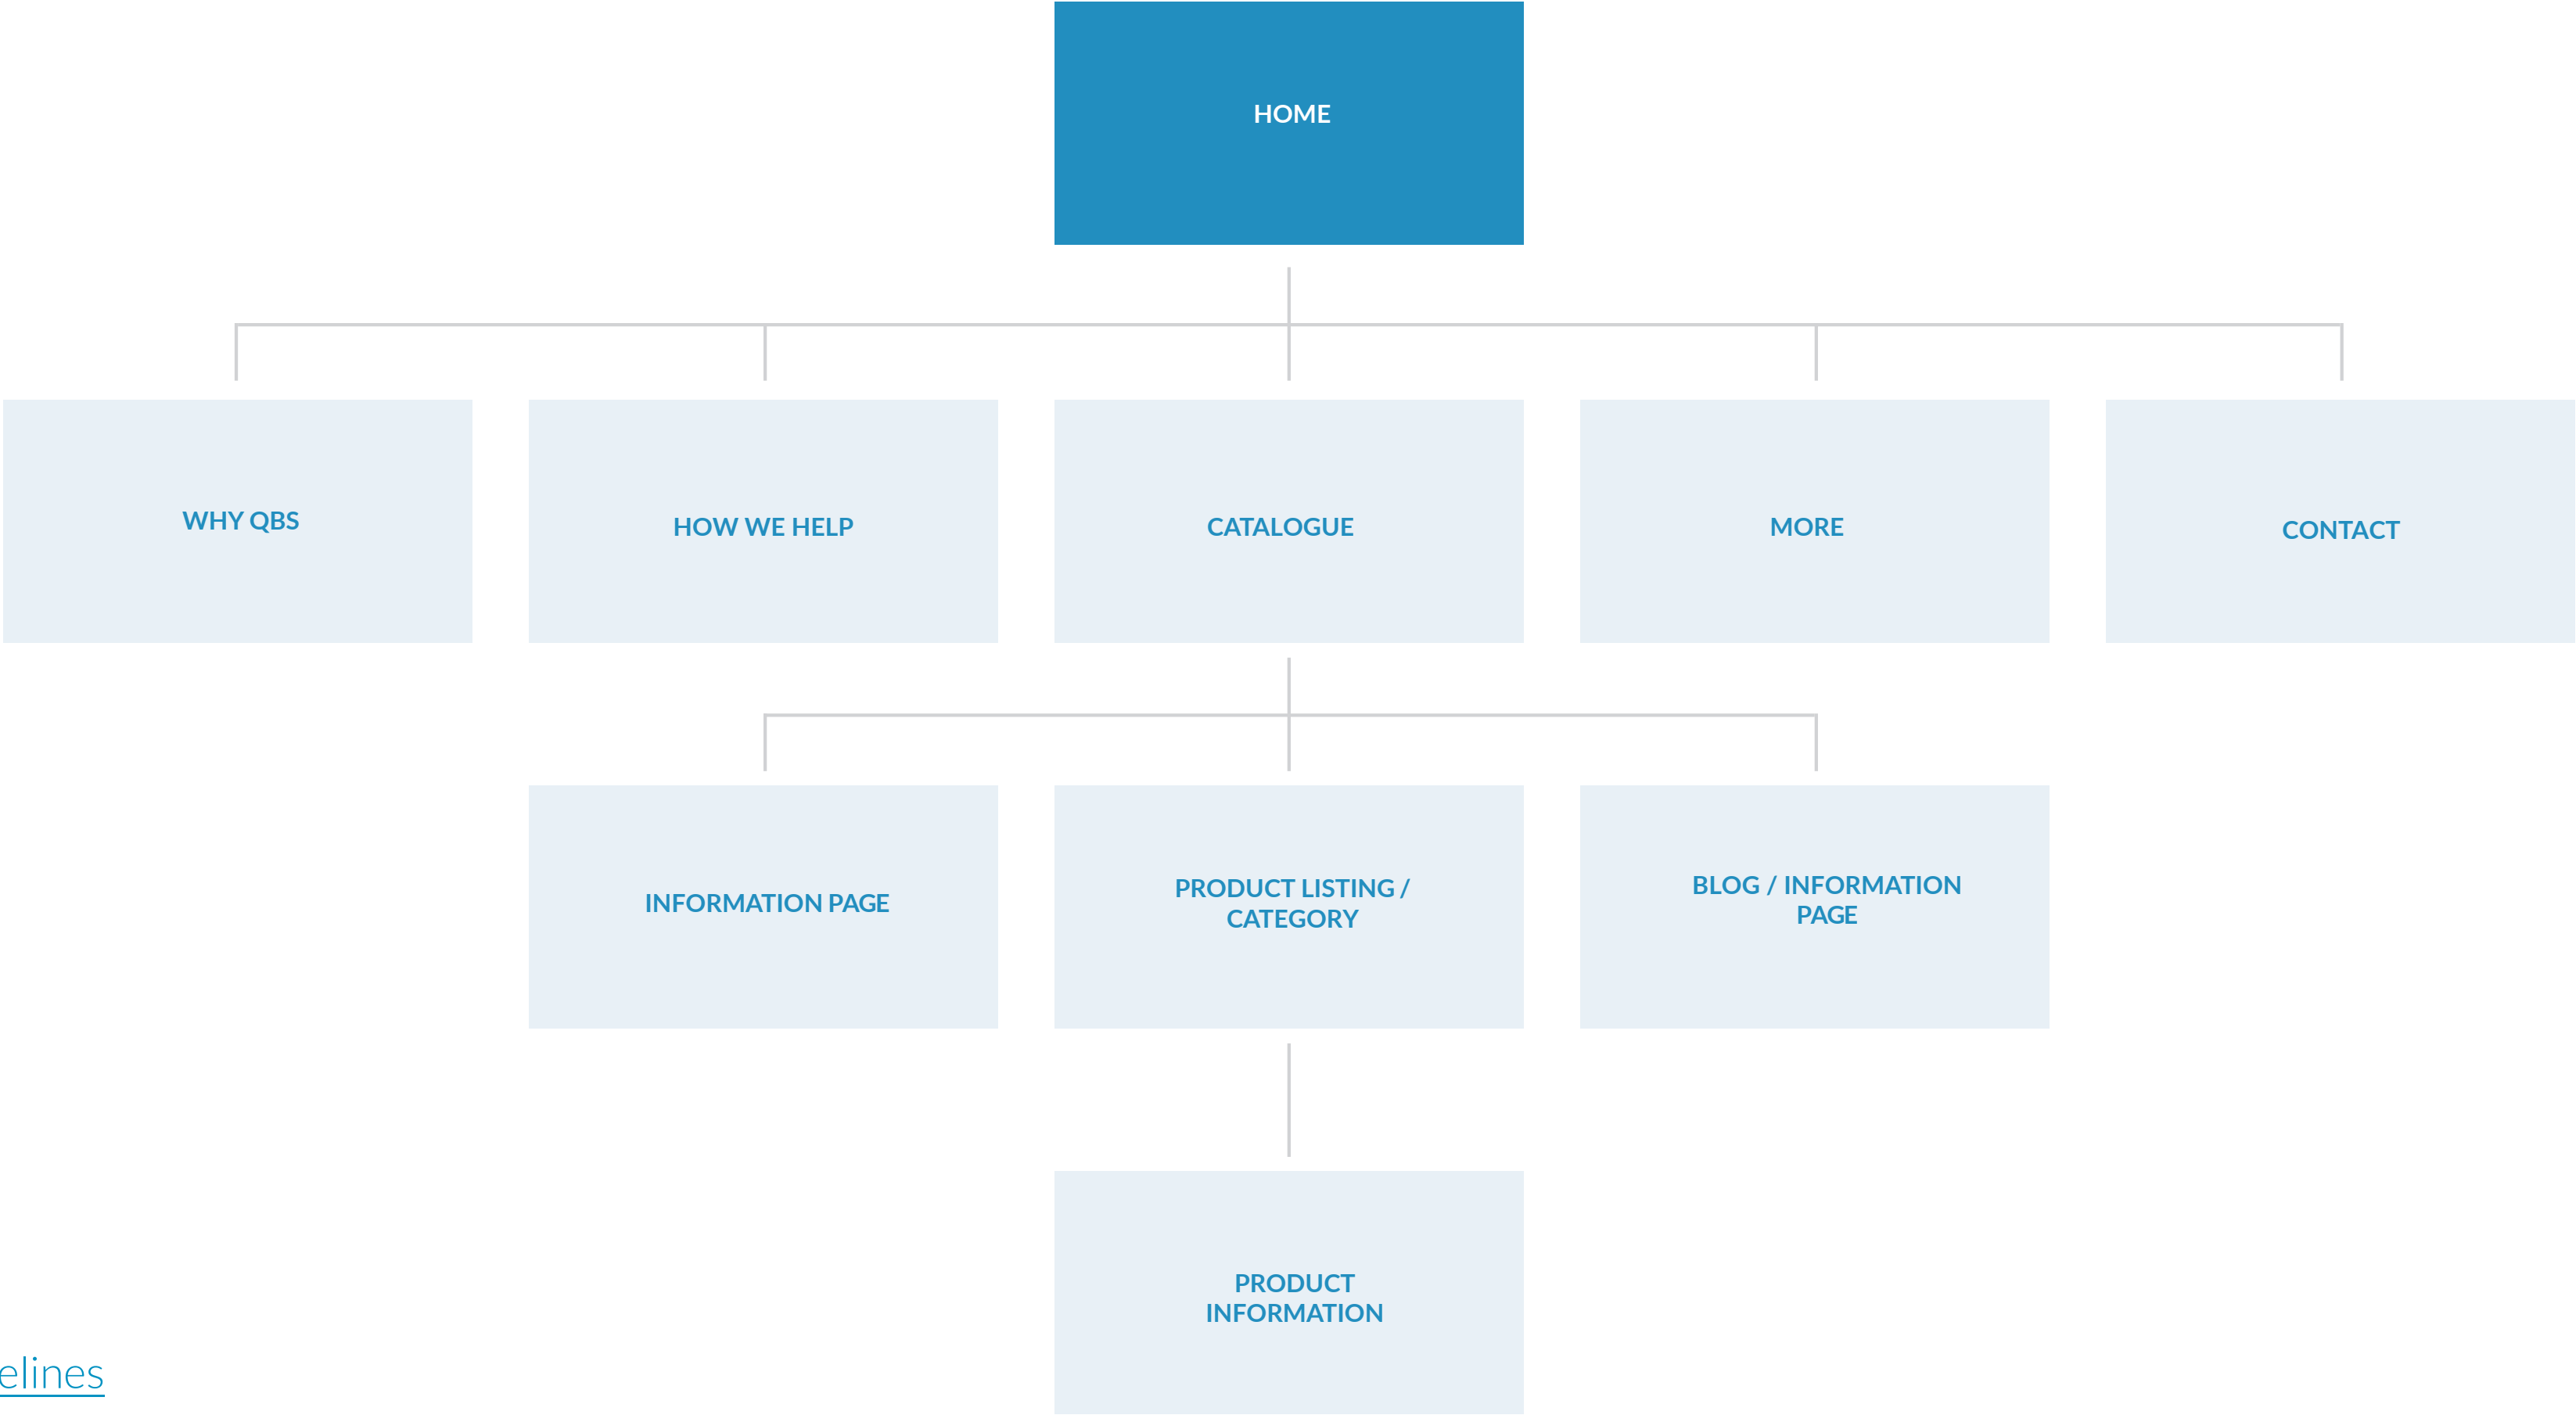 HOME
WHY QBS
HOW WE HELP
CATALOGUE
MORE
CONTACT
INFORMATION PAGE
PRODUCT LISTING /
CATEGORY
BLOG / INFORMATION
PAGE
PRODUCT
INFORMATION
elines